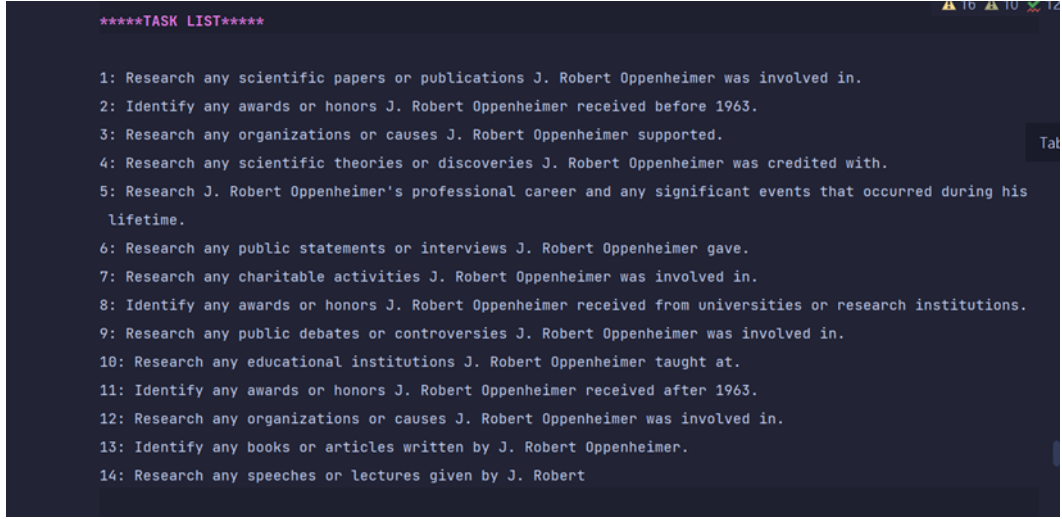 16 10 12
*****TASK LIST*****
1: Research any scientific papers or publications J. Robert Oppenheimer was involved in.
2: Identify any awards or honors J. Robert Oppenheimer received before 1963.
3: Research any organizations or causes J. Robert Oppenheimer supported.
Tab
4: Research any scientific theories or discoveries J. Robert Oppenheimer was credited with.
5: Research J. Robert Oppenheimer's professional career and any significant events that occurred during his
lifetime.
6: Research any public statements or interviews J. Robert Oppenheimer gave.
7: Research any charitable activities J. Robert Oppenheimer was involved in.
8: Identify any awards or honors J. Robert Oppenheimer received from universities or research institutions.
9: Research any public debates or controversies J. Robert Oppenheimer was involved in.
10: Research any educational institutions J. Robert Oppenheimer taught at.
11: Identify any awards or honors J. Robert Oppenheimer received after 1963.
12: Research any organizations or causes J. Robert Oppenheimer was involved in.
13: Identify any books or articles written by J. Robert Oppenheimer.
14: Research any speeches or lectures given by J. Robert